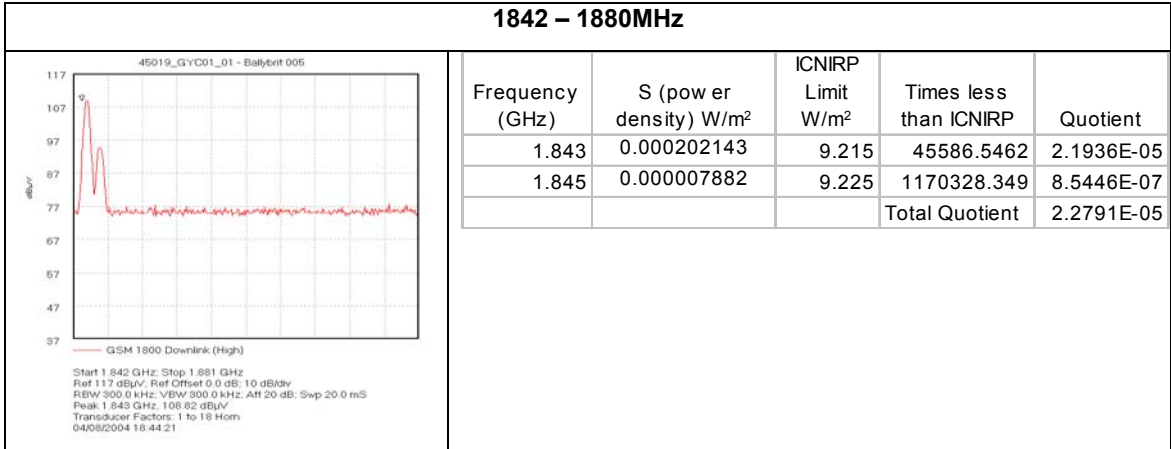 1842 – 1880MHz
45019_GYC01_01 - Ballybrit 005
117
107
97
87
77
67
57
47
37
dBµV
GSM 1800 Downlink (High)
Start 1.842 GHz; Stop 1.881 GHz
Ref 117 dBµV; Ref Offset 0.0 dB; 10 dB/div
RBW 300.0 kHz; VBW 300.0 kHz; Att 20 dB; Swp 20.0 mS
Peak 1.843 GHz, 108.82 dBµV
Transducer Factors: 1 to 18 Horn
04/08/2004 18:44:21
Frequency (GHz) S (pow er density) W/m² ICNIRP Limit W/m² Times less than ICNIRP Quotient
1.843 0.000202143 9.215 45586.5462 2.1936E-05
1.845 0.000007882 9.225 1170328.349 8.5446E-07
Total Quotient 2.2791E-05